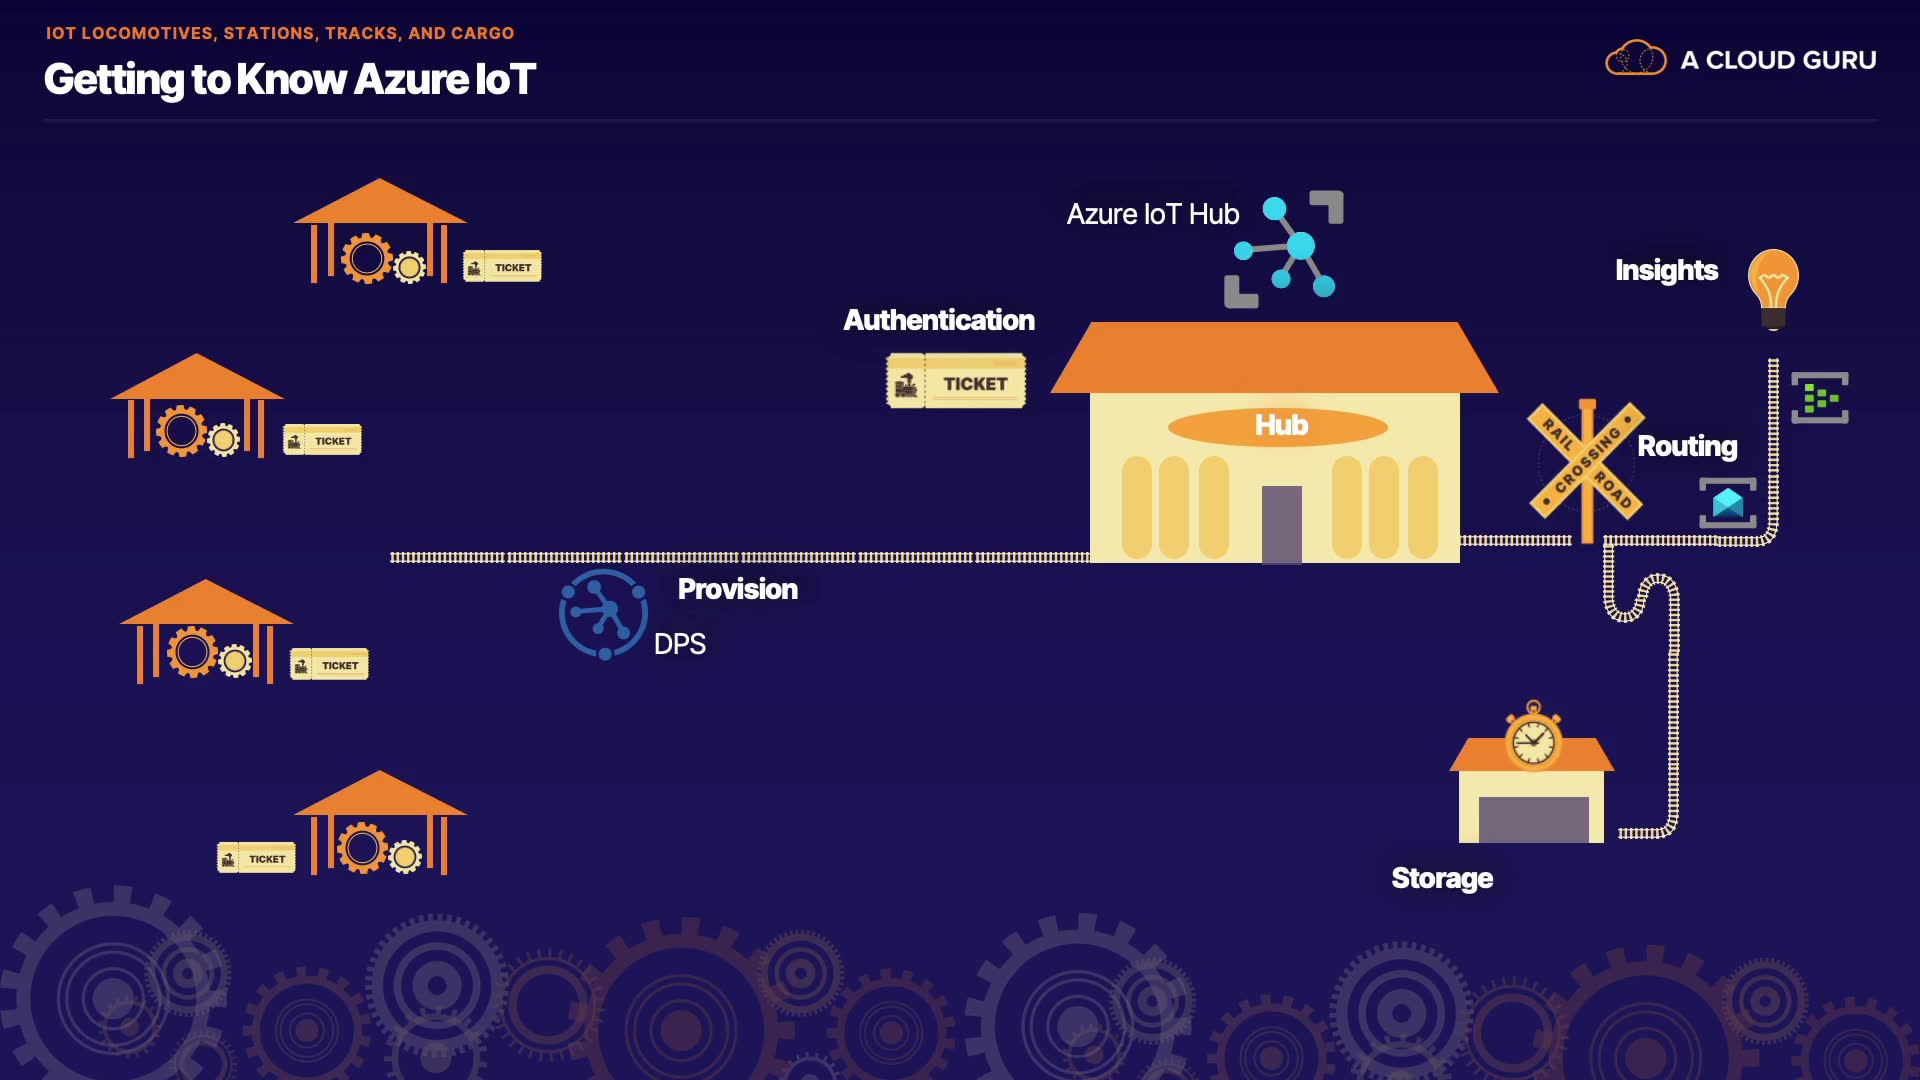 IOT LOCOMOTIVES, STATIONS, TRACKS, AND CARGO
Getting to Know Azure IoT
A CLOUD GURU
Azure IoT Hub
TICKET
Insights
Authentication
TICKET
Hub
RAIL
CROSSING
ROAD
Routing
TICKET
Provision
DPS
TICKET
TICKET
Storage